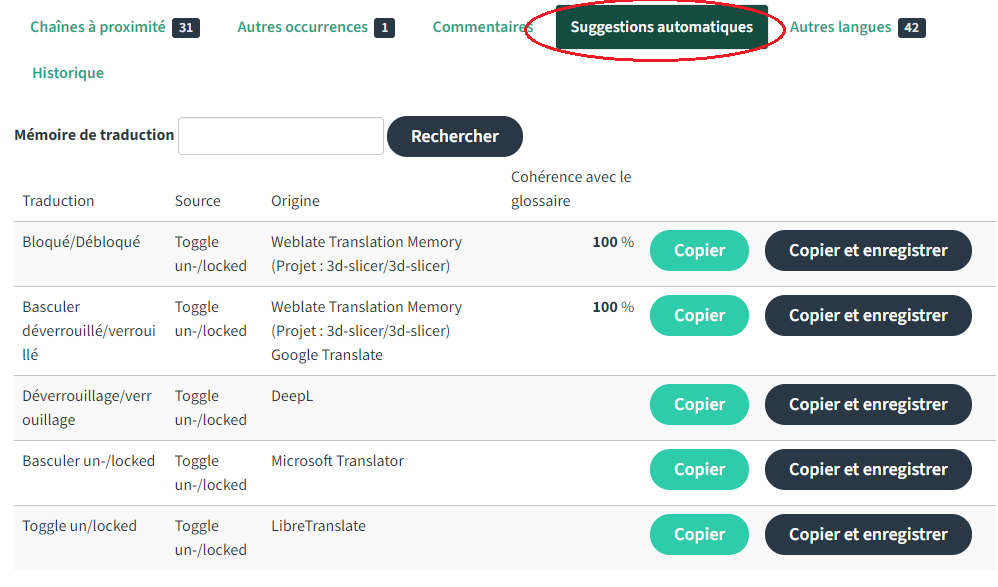 Chaînes à proximité 31 Autres occurrences 1 Commentaires Suggestions automatiques Autres langues 42
Historique
Mémoire de traduction Rechercher
Cohérence avec le
Traduction Source Origine glossaire
Bloqué/Débloqué Toggle Weblate Translation Memory 100 % Copier Copier et enregistrer
un-/locked (Projet : 3d-slicer/3d-slicer)
Basculer Toggle Weblate Translation Memory 100 % Copier Copier et enregistrer
déverrouillé/verroui un-/locked (Projet : 3d-slicer/3d-slicer)
llé Google Translate
Déverrouillage/verr Toggle DeepL Copier Copier et enregistrer
ouillage un-/locked
Basculer un-/locked Toggle Microsoft Translator Copier Copier et enregistrer
un-/locked
Toggle un/locked Toggle LibreTranslate Copier Copier et enregistrer
un-/locked